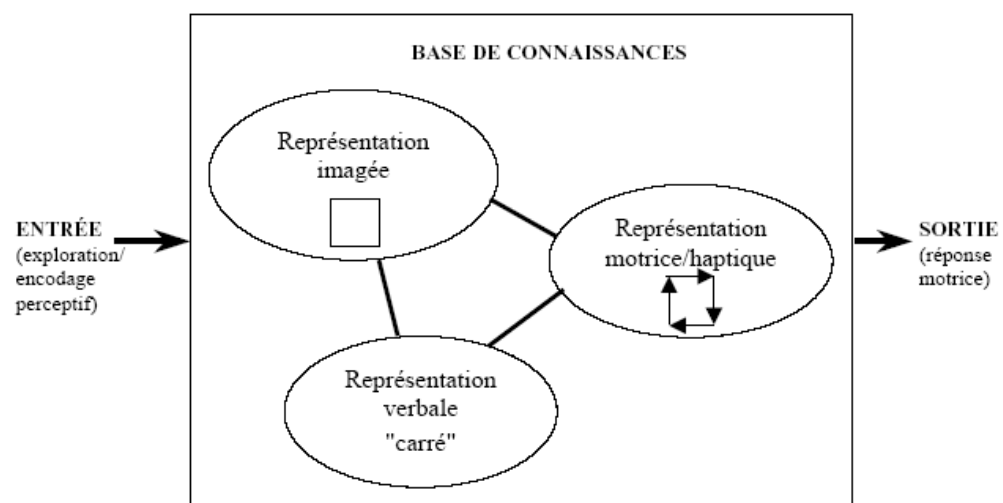 BASE DE CONNAISSANCES
Représentation
imagée
ENTRÉE
(exploration/
encodage
perceptif)
Représentation
motrice/haptique
SORTIE
(réponse
motrice)
Représentation
verbale
"carré"